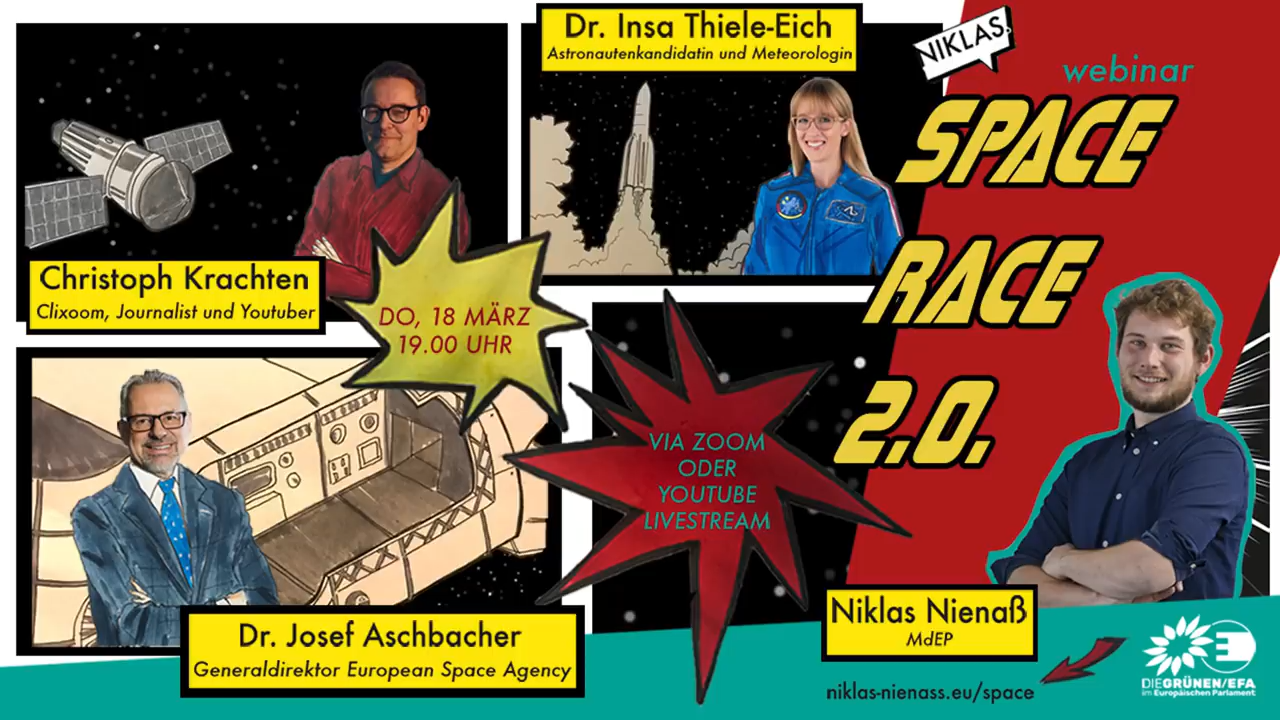 Dr. Insa Thiele-Eich
Astronautenkandidatin und Meteorologin
NIKLAS.
webinar
SPACE
RACE
2.0.
Christoph Krachten
Clixoom, Journalist und Youtuber
DO, 18 MÄRZ
19.00 UHR
VIA ZOOM
ODER
YOUTUBE
LIVESTREAM
Dr. Josef Aschbacher
Generaldirektor European Space Agency
Niklas Nienaß
MdEP
niklas-nienass.eu/space
DIEGRÜNEN/EFA
im Europäischen Parlament